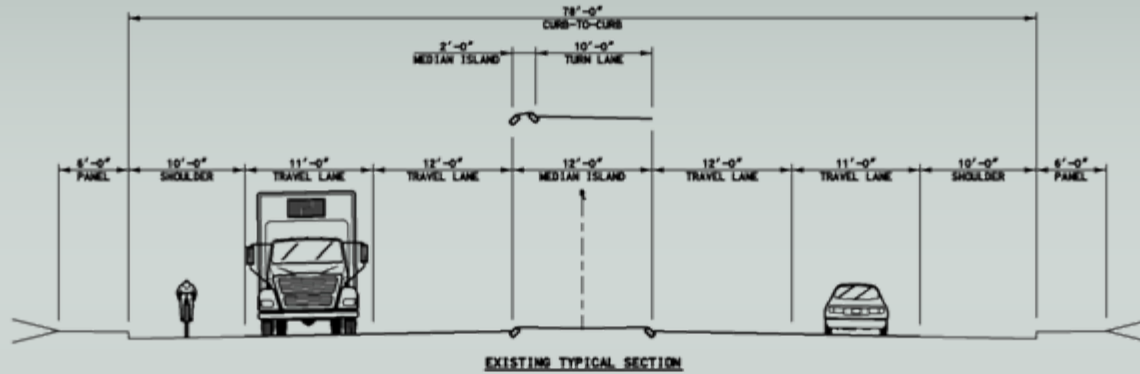 78'-0"
CURB-TO-CURB
2'-0" 10'-0"
MEDIAN ISLAND TURN LANE
6'-0" 10'-0" 11'-0" 12'-0" 12'-0" 12'-0" 11'-0" 10'-0" 6'-0"
PANEL SHOULDER TRAVEL LANE TRAVEL LANE MEDIAN ISLAND TRAVEL LANE TRAVEL LANE SHOULDER PANEL
EXISTING TYPICAL SECTION